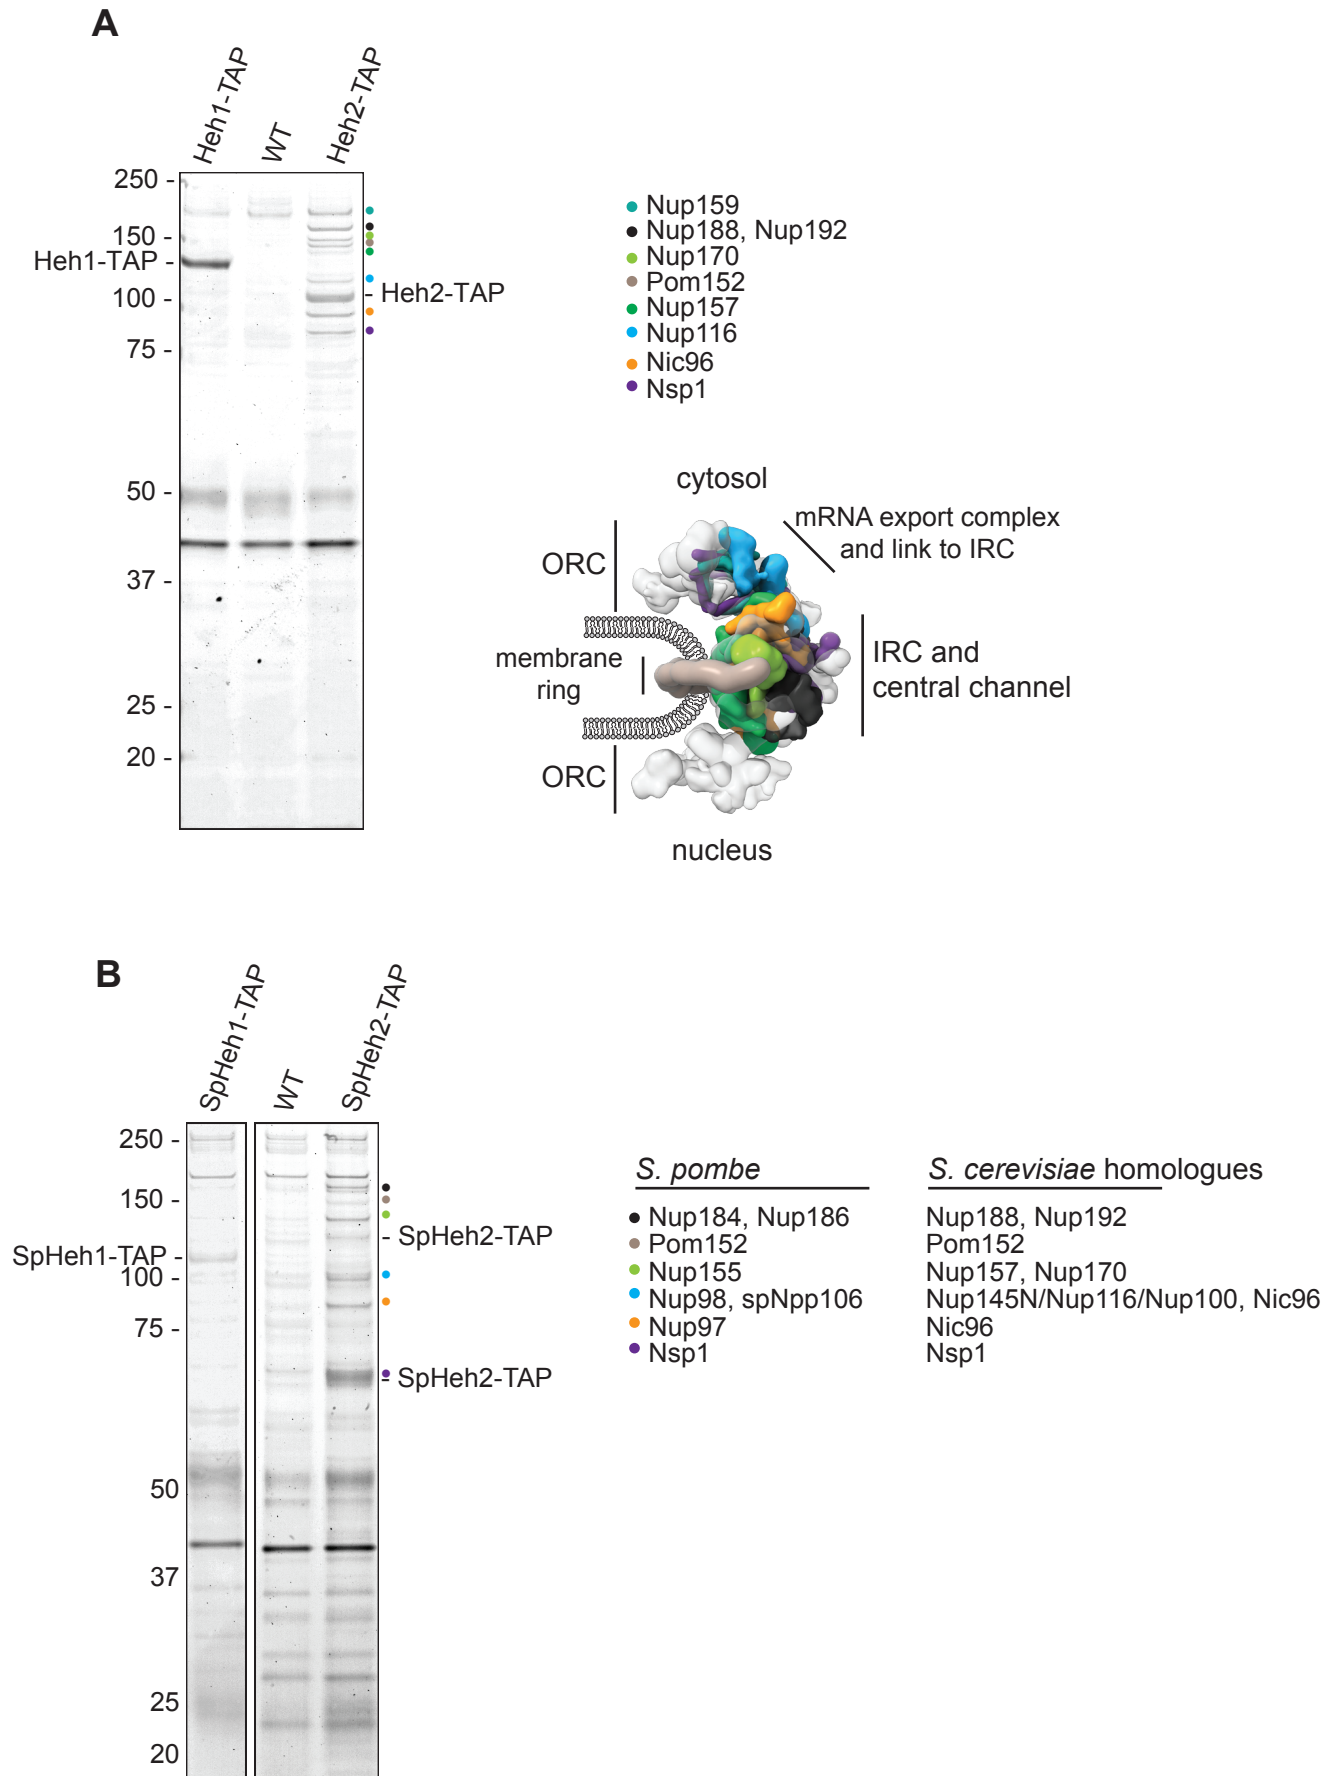 A
Heh1-TAP
WT
Heh2-TAP
250 -
150 -
Heh1-TAP -
100 -
75 -
50 -
37 -
25 -
20 -
- Heh2-TAP
Nup159
Nup188, Nup192
Nup170
Pom152
Nup157
Nup116
Nic96
Nsp1
cytosol
mRNA export complex
and link to IRC
ORC
membrane
ring
IRC and
central channel
ORC
nucleus
B
SpHeh1-TAP
WT
SpHeh2-TAP
250 -
150 -
SpHeh1-TAP -
100 -
75 -
50
37
25
20
- SpHeh2-TAP
- SpHeh2-TAP
S. pombe
S. cerevisiae homologues
Nup184, Nup186
Nup188, Nup192
Pom152
Pom152
Nup155
Nup157, Nup170
Nup98, spNpp106
Nup145N/Nup116/Nup100, Nic96
Nup97
Nic96
Nsp1
Nsp1